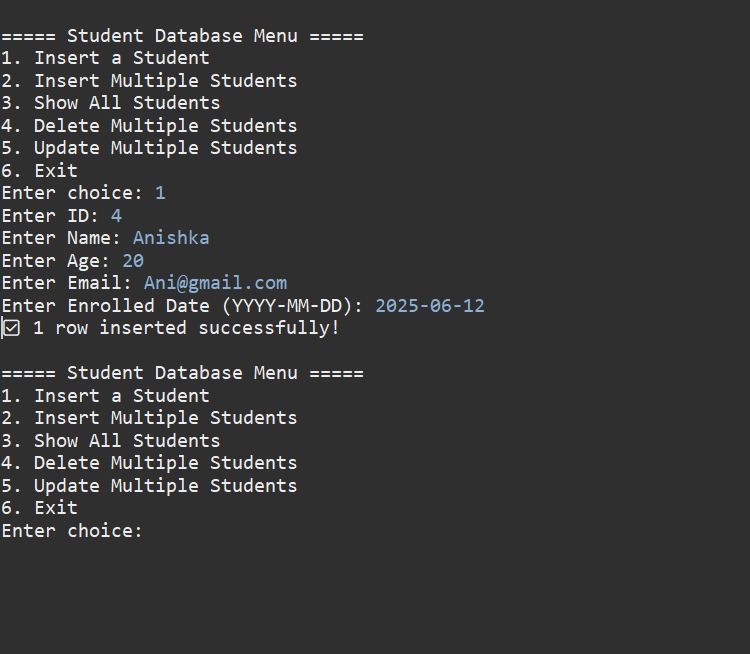 ===== Student Database Menu =====
1. Insert a Student
2. Insert Multiple Students
3. Show All Students
4. Delete Multiple Students
5. Update Multiple Students
6. Exit
Enter choice: 1
Enter ID: 4
Enter Name: Anishka
Enter Age: 20
Enter Email: Ani@gmail.com
Enter Enrolled Date (YYYY-MM-DD): 2025-06-12
☑ 1 row inserted successfully!

===== Student Database Menu =====
1. Insert a Student
2. Insert Multiple Students
3. Show All Students
4. Delete Multiple Students
5. Update Multiple Students
6. Exit
Enter choice: